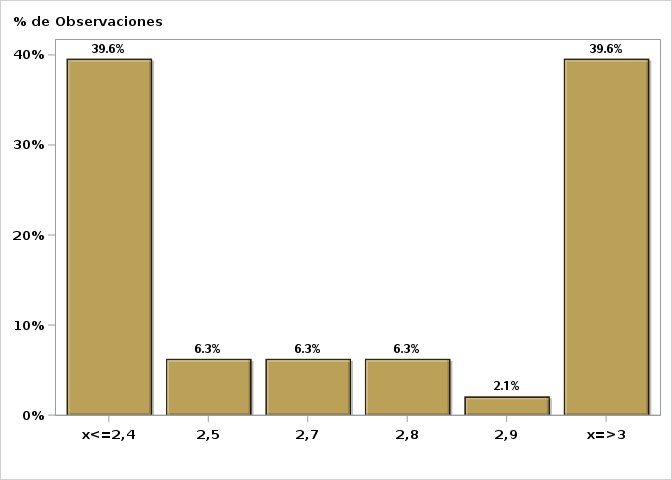 % de Observaciones
39.6% 39.6%
40%
30%
20%
10%
6.3% 6.3% 6.3%
2.1%
0%
x<=2,4 2,5 2,7 2,8 2,9 x=>3